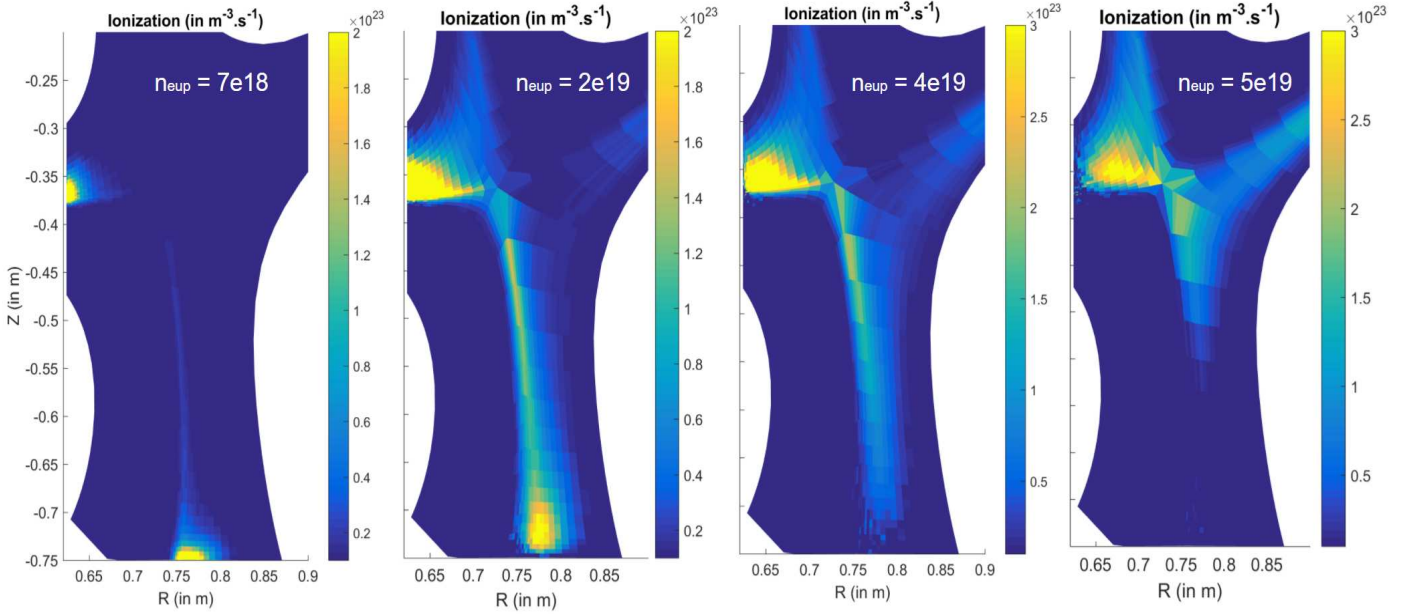 Ionization (in m⁻³.s⁻¹)
×10²³
n_eup = 7e18
2
1.8
1.6
1.4
1.2
1
0.8
0.6
0.4
0.2
-0.25
-0.3
-0.35
-0.4
-0.45
-0.5
-0.55
-0.6
-0.65
-0.7
-0.75
Z (in m)
0.65 0.7 0.75 0.8 0.85 0.9
R (in m)
Ionization (in m⁻³.s⁻¹)
×10²³
n_eup = 2e19
2
1.8
1.6
1.4
1.2
1
0.8
0.6
0.4
0.2
0.65 0.7 0.75 0.8 0.85
R (in m)
Ionization (in m⁻³.s⁻¹)
×10²³
n_eup = 4e19
3
2.5
2
1.5
1
0.5
0.65 0.7 0.75 0.8 0.85 0.9
R (in m)
Ionization (in m⁻³.s⁻¹)
×10²³
n_eup = 5e19
3
2.5
2
1.5
1
0.5
0.65 0.7 0.75 0.8 0.85
R (in m)